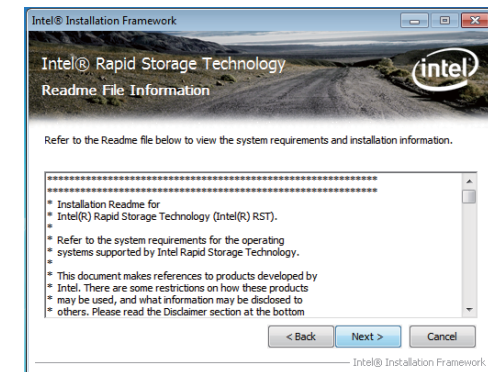 Intel® Installation Framework
Intel® Rapid Storage Technology
Readme File Information
intel
Refer to the Readme file below to view the system requirements and installation information.
************************************************************
************************************************************
* Installation Readme for
* Intel(R) Rapid Storage Technology (Intel(R) RST).
*
* Refer to the system requirements for the operating
* systems supported by Intel Rapid Storage Technology.
*
* This document makes references to products developed by
* Intel. There are some restrictions on how these products
* may be used, and what information may be disclosed to
* others. Please read the Disclaimer section at the bottom
< Back Next > Cancel
Intel® Installation Framework